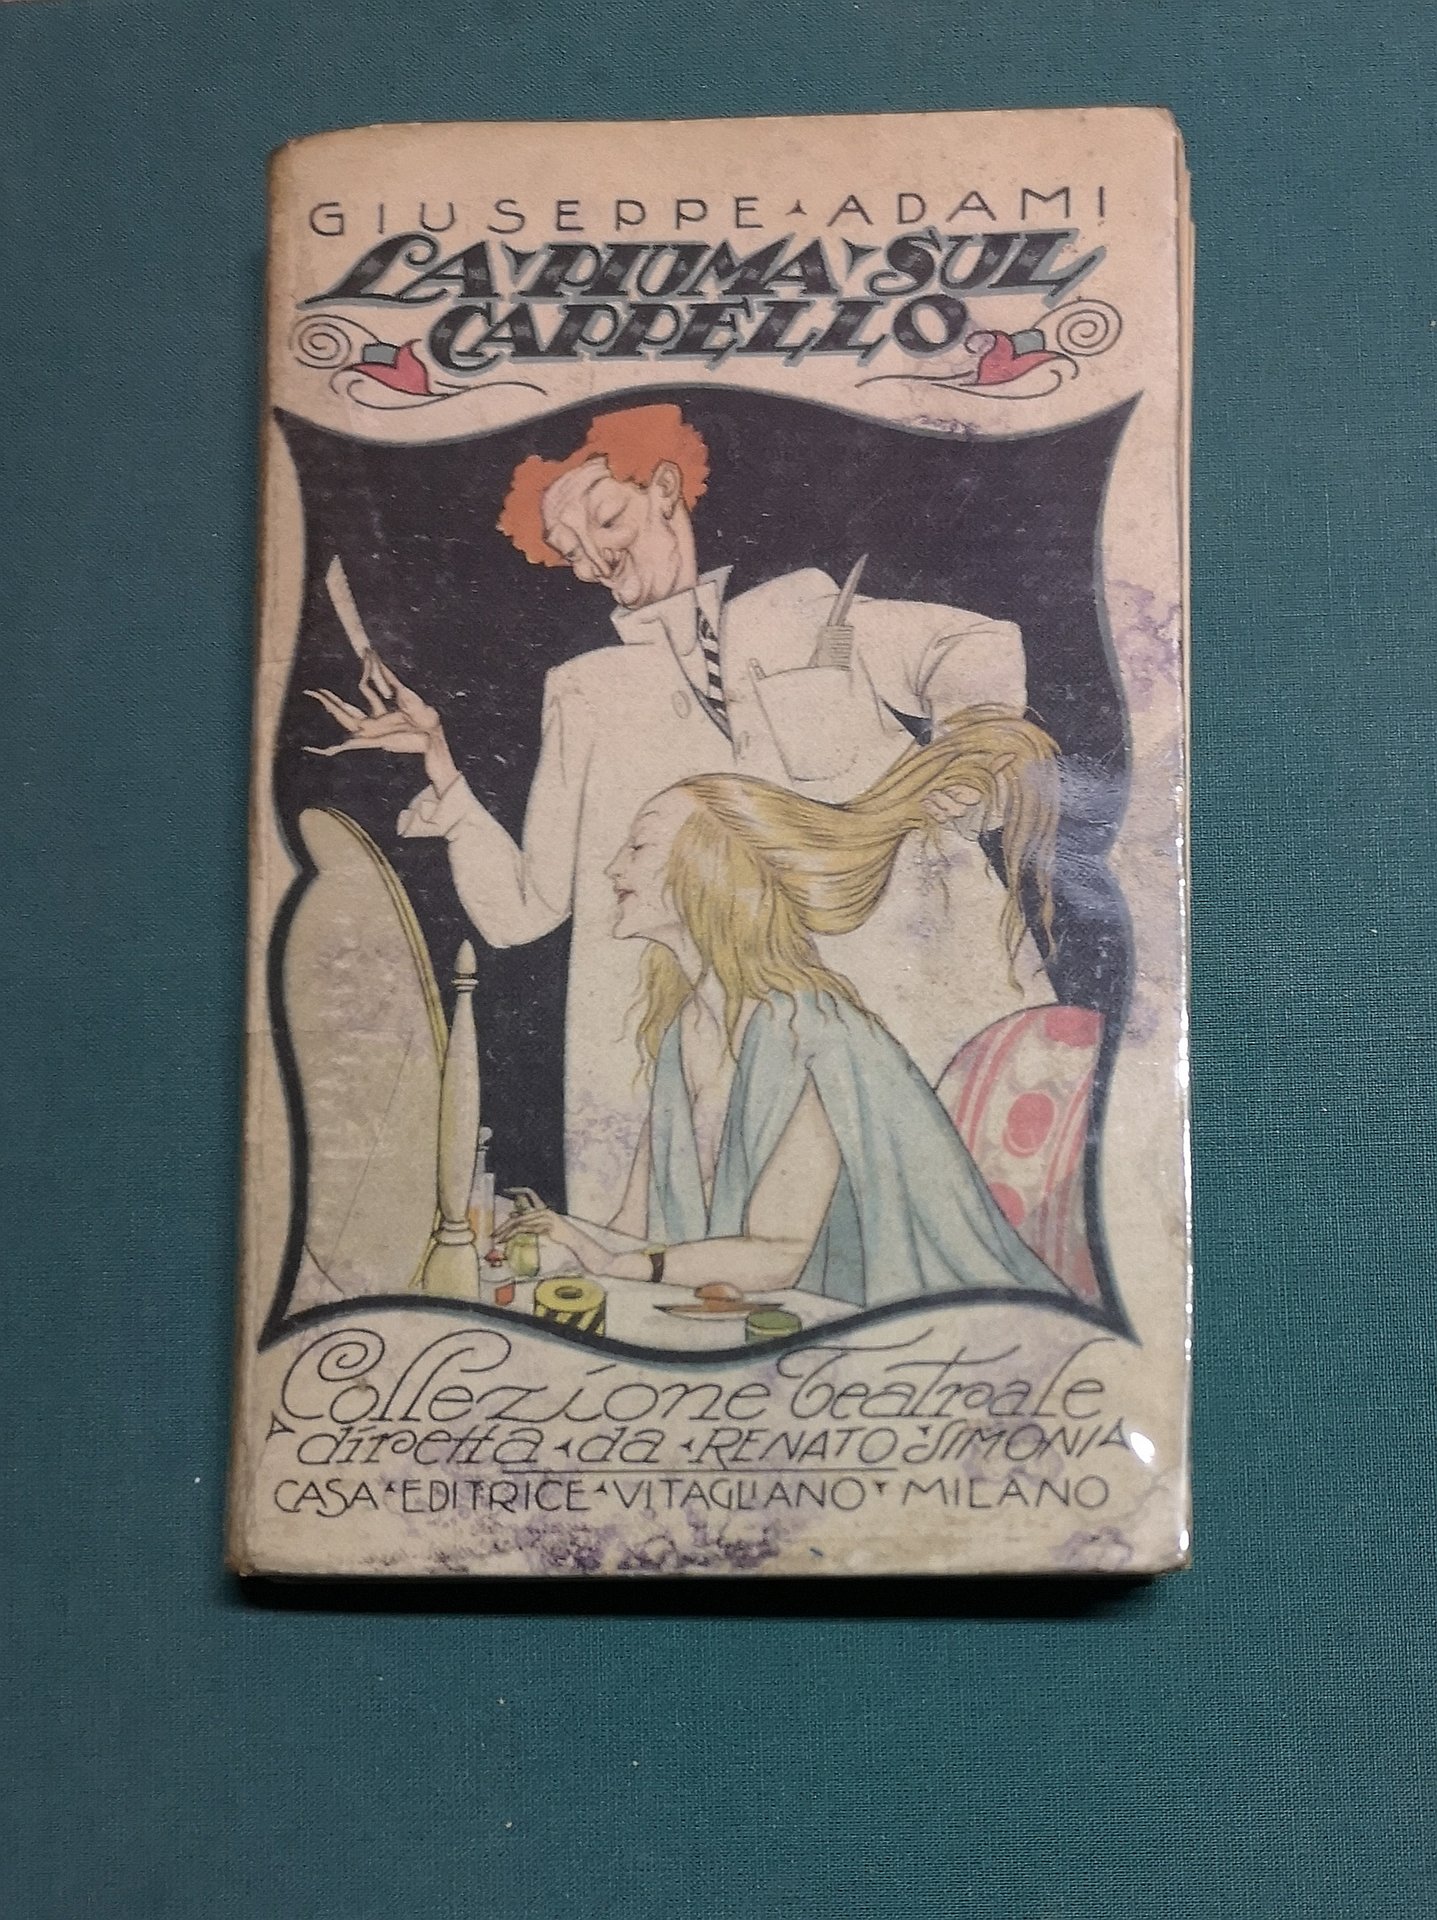 GIUSEPPE ADAMI
LA PIUMA SUL
CAPPELLO
Collezione Teatrale
diretta da RENATO SIMONI
CASA EDITRICE VITAGLIANO MILANO